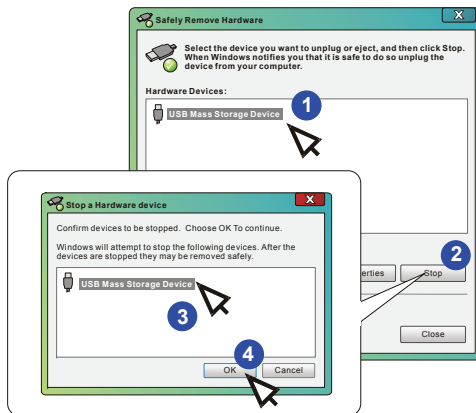 Safely Remove Hardware
X
Select the device you want to unplug or eject, and then click Stop.
When Windows notifies you that it is safe to do so unplug the
device from your computer.
Hardware Devices:
1
USB Mass Storage Device
2
erties
Stop
Close
Stop a Hardware device
X
Confirm devices to be stopped. Choose OK To continue.
Windows will attempt to stop the following devices. After the
devices are stopped they may be removed safely.
USB Mass Storage Device
3
4
OK
Cancel